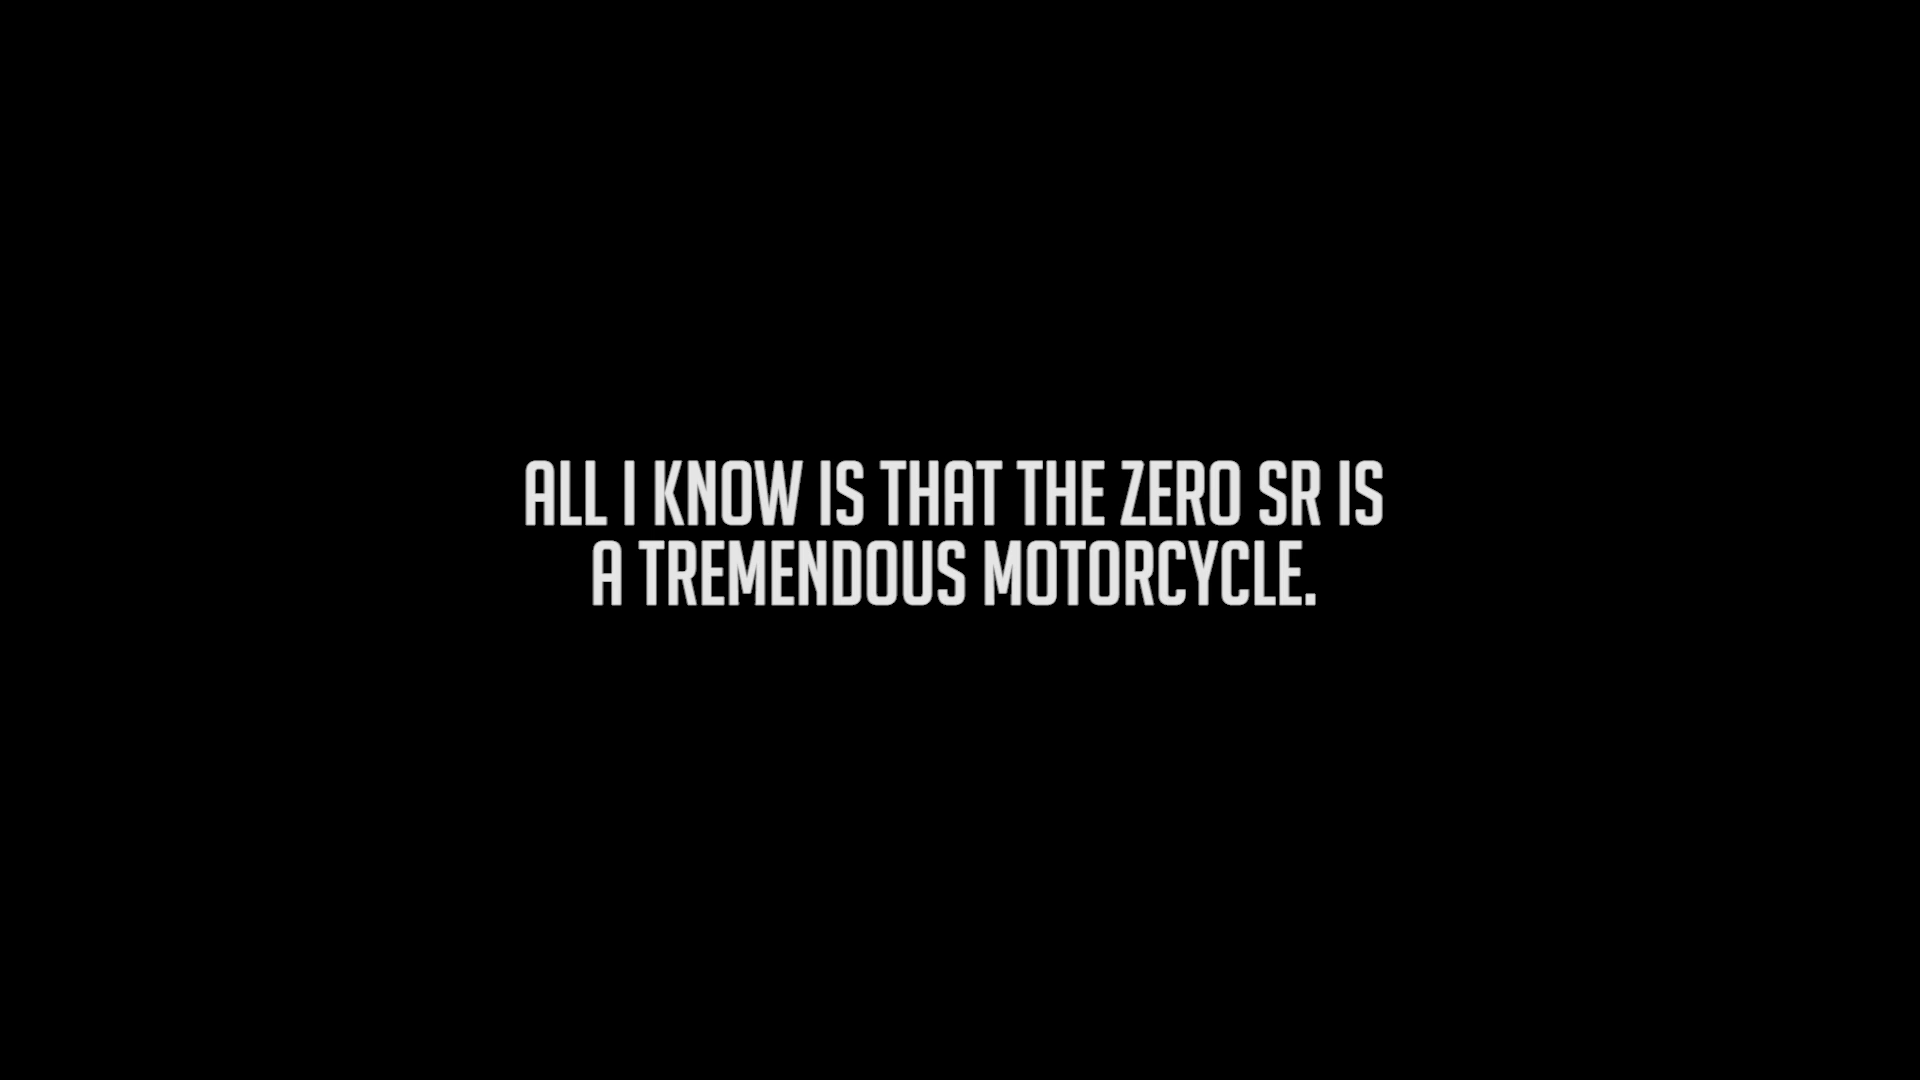 ALL I KNOW IS THAT THE ZERO SR IS
A TREMENDOUS MOTORCYCLE.